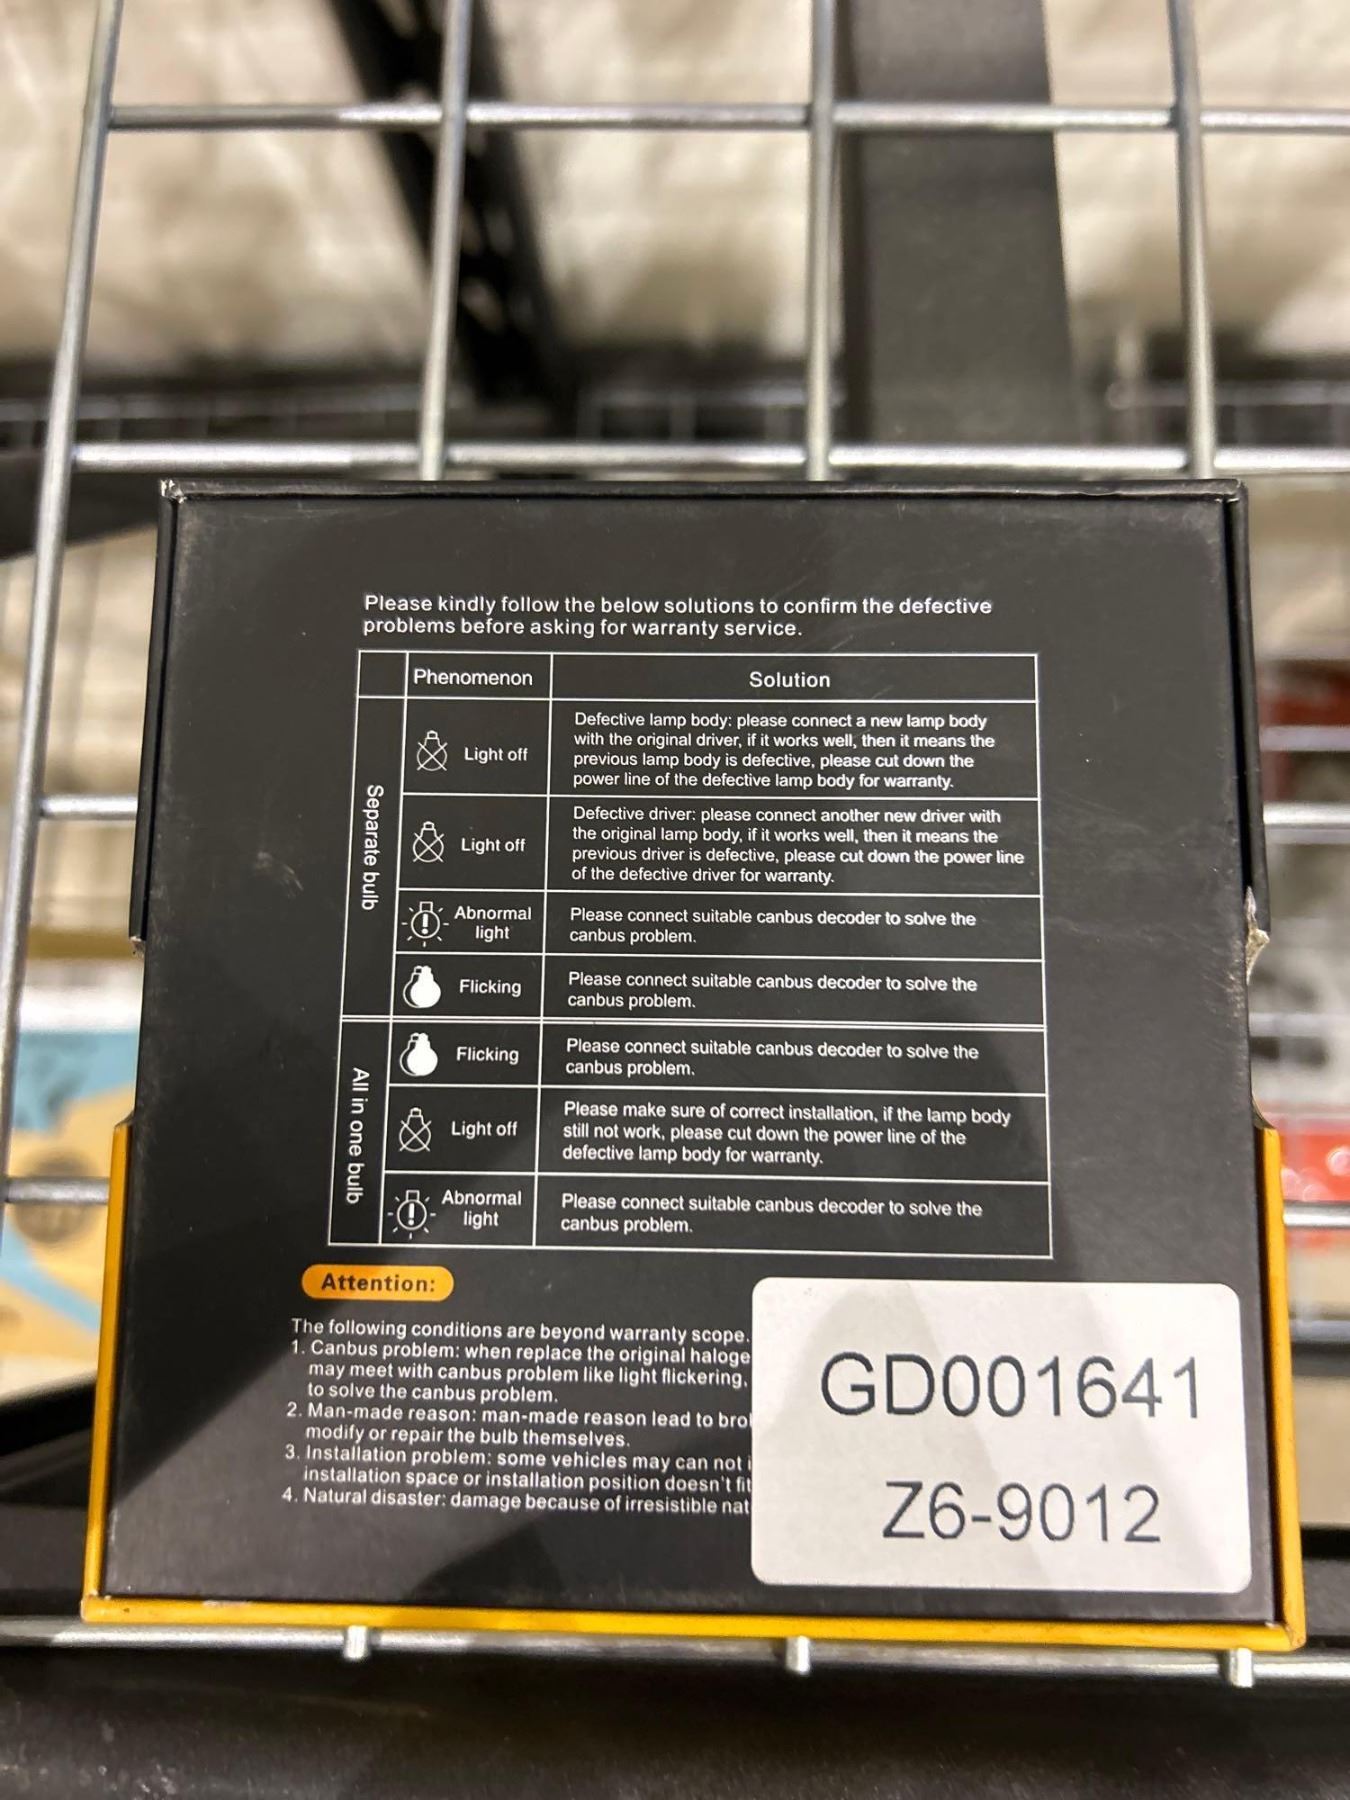 Please kindly follow the below solutions to confirm the defective
problems before asking for warranty service.
Phenomenon
Solution
Separate bulb
Light off
Defective lamp body: please connect a new lamp body
with the original driver, if it works well, then it means the
previous lamp body is defective, please cut down the
power line of the defective lamp body for warranty.
Light off
Defective driver: please connect another new driver with
the original lamp body, if it works well, then it means the
previous driver is defective, please cut down the power line
of the defective driver for warranty.
Abnormal
light
Please connect suitable canbus decoder to solve the
canbus problem.
Flicking
Please connect suitable canbus decoder to solve the
canbus problem.
All in one bulb
Flicking
Please connect suitable canbus decoder to solve the
canbus problem.
Light off
Please make sure of correct installation, if the lamp body
still not work, please cut down the power line of the
defective lamp body for warranty.
Abnormal
light
Please connect suitable canbus decoder to solve the
canbus problem.
Attention:
The following conditions are beyond warranty scope.
1. Canbus problem: when replace the original haloge
may meet with canbus problem like light flickering,
to solve the canbus problem.
2. Man-made reason: man-made reason lead to bro
modify or repair the bulb themselves.
3. Installation problem: some vehicles may can not i
installation space or installation position doesn't fit
4. Natural disaster: damage because of irresistible nat
GD001641
Z6-9012